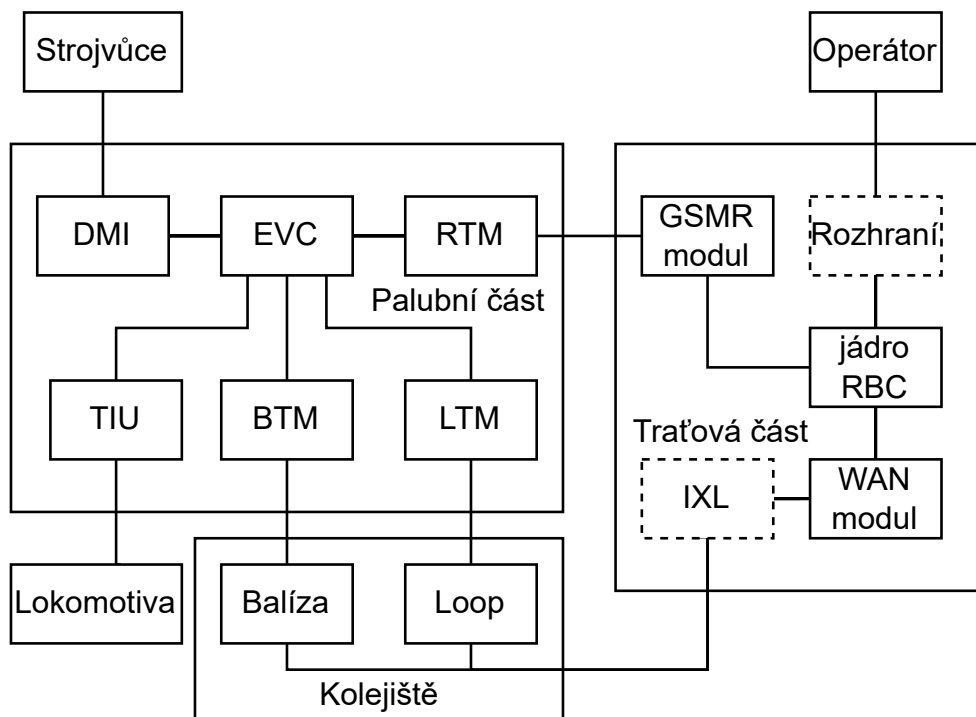 Strojvůce
Operátor
DMI
EVC
RTM
GSMR
modul
Rozhraní
Palubní část
jádro
RBC
TIU
BTM
LTM
Traťová část
IXL
WAN
modul
Lokomotiva
Balíza
Loop
Kolejiště